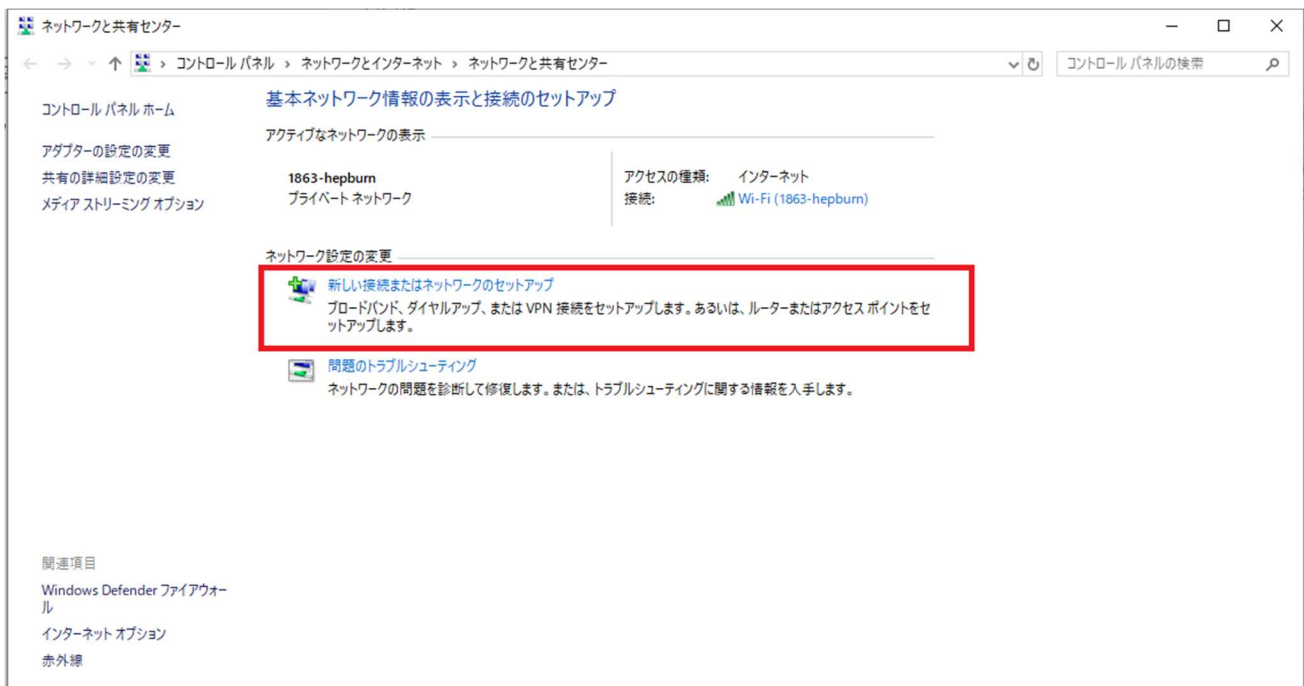 ネットワークと共有センター
コントロール パネル › ネットワークとインターネット › ネットワークと共有センター
コントロール パネルの検索
コントロール パネル ホーム
アダプターの設定の変更
共有の詳細設定の変更
メディア ストリーミング オプション
基本ネットワーク情報の表示と接続のセットアップ
アクティブなネットワークの表示
1863-hepburn
プライベート ネットワーク
アクセスの種類: インターネット
接続: Wi-Fi (1863-hepburn)
ネットワーク設定の変更
新しい接続またはネットワークのセットアップ
ブロードバンド、ダイヤルアップ、または VPN 接続をセットアップします。あるいは、ルーターまたはアクセス ポイントをセ
ットアップします。
問題のトラブルシューティング
ネットワークの問題を診断して修復します。または、トラブルシューティングに関する情報を入手します。
関連項目
Windows Defender ファイアウォー
ル
インターネット オプション
赤外線